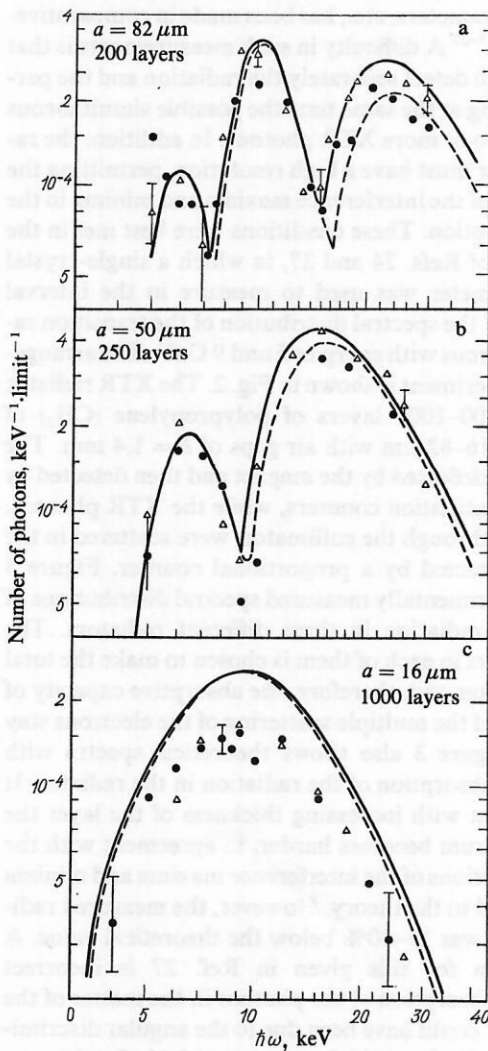 a = 82 μm
200 layers
a
4
2
10⁻⁴
5
a = 50 μm
250 layers
b
4
2
10⁻⁴
5
Number of photons, keV⁻¹·limit⁻¹
c
a = 16 μm
1000 layers
2
10⁻⁴
5
0 5 10 20 30 40
ħω, keV